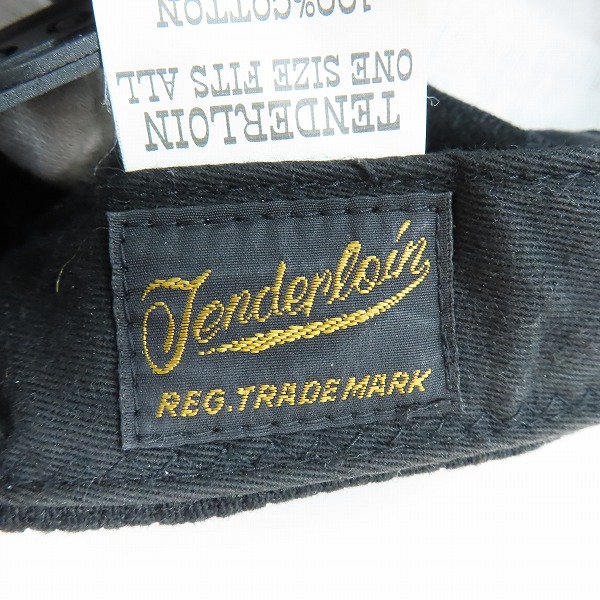 TENDERLOIN
ONE SIZE FITS ALL
100%COTTON
Tenderloin
REG. TRADE MARK